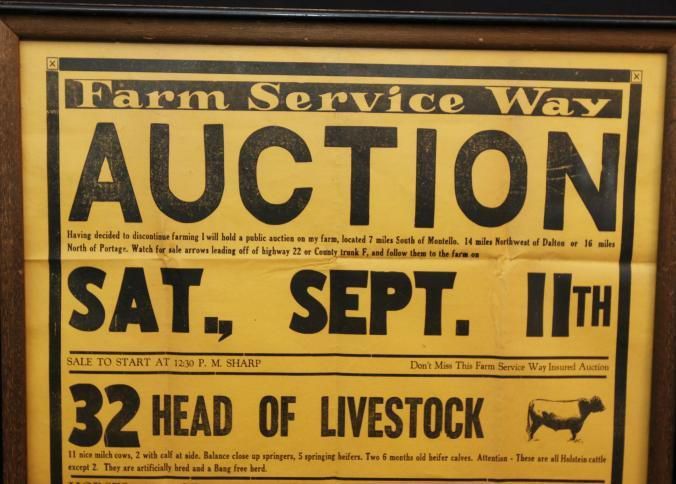 Farm Service Way
AUCTION
Having decided to discontinue farming I will hold a public auction on my farm, located 7 miles South of Montello. 14 miles Northwest of Dalton or 16 miles
North of Portage. Watch for sale arrows leading off of highway 22 or County trunk F, and follow them to the farm on
SAT., SEPT. 11TH
SALE TO START AT 12:30 P. M. SHARP Don't Miss This Farm Service Way Insured Auction
32 HEAD OF LIVESTOCK
11 nice milch cows, 2 with calf at side. Balance close up springers, 5 springing heifers. Two 6 months old heifer calves. Attention - These are all Holstein cattle
except 2. They are artificially bred and a Bang free herd.